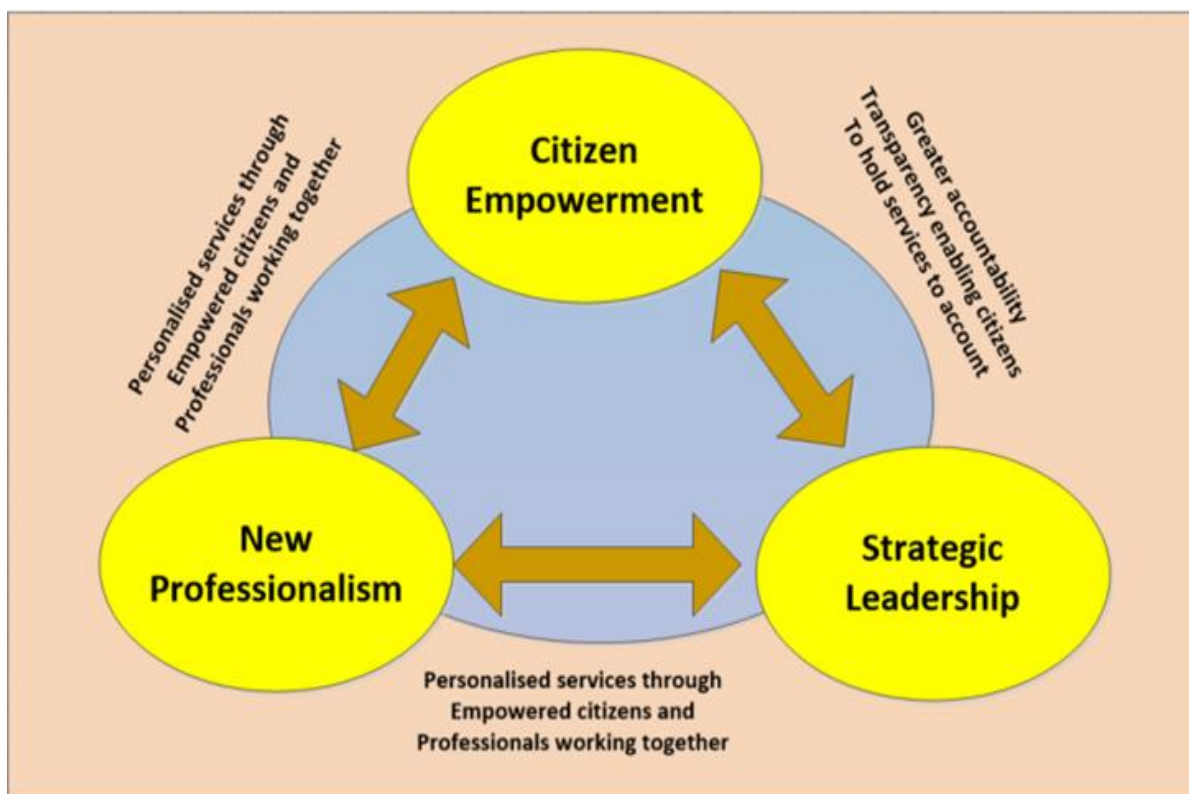 Citizen
Empowerment
Personalised services through
Empowered citizens and
Professionals working together
Greater accountability
Transparency enabling citizens
To hold services to account
New
Professionalism
Strategic
Leadership
Personalised services through
Empowered citizens and
Professionals working together